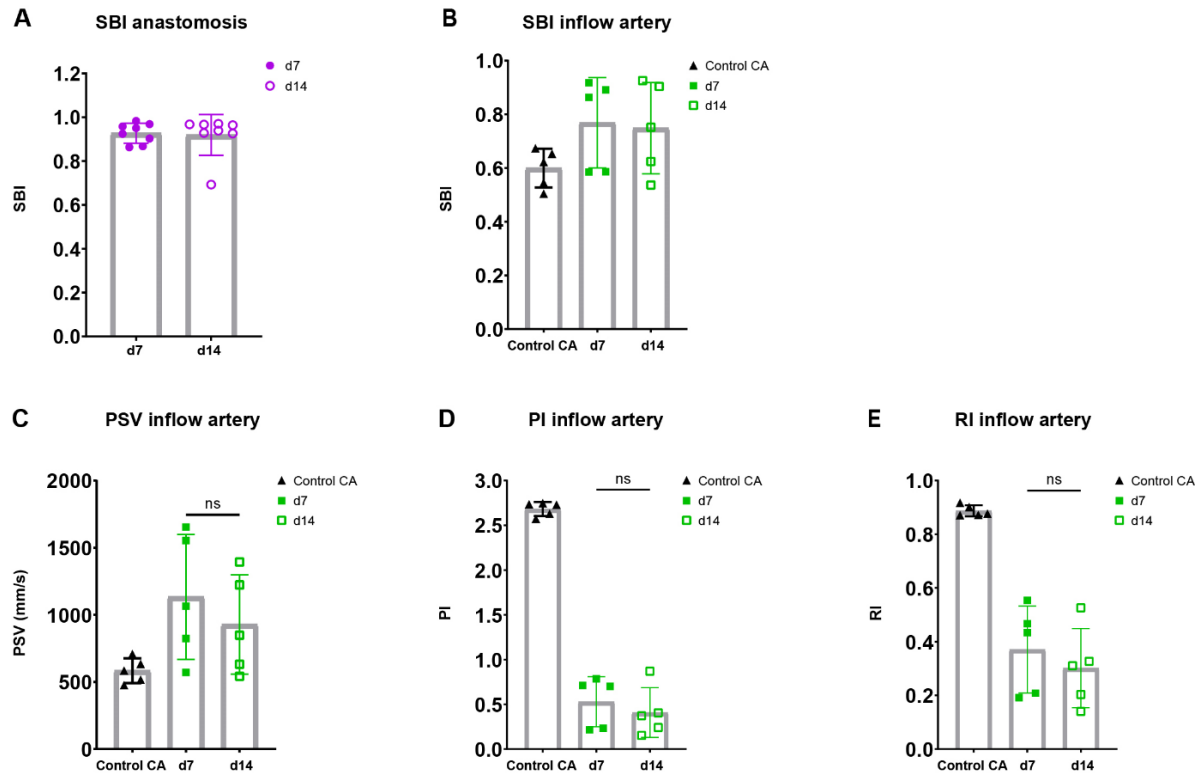 A
SBI anastomosis
d7
d14
SBI
1.2
1.0
0.8
0.6
0.4
0.2
0.0
d7
d14
B
SBI inflow artery
Control CA
d7
d14
SBI
1.0
0.8
0.6
0.4
0.2
0.0
Control CA
d7
d14
C
PSV inflow artery
Control CA
d7
d14
ns
PSV (mm/s)
2000
1500
1000
500
0
Control CA
d7
d14
D
PI inflow artery
Control CA
d7
d14
ns
PI
3.0
2.5
2.0
1.5
1.0
0.5
0.0
Control CA
d7
d14
E
RI inflow artery
Control CA
d7
d14
ns
RI
1.0
0.8
0.6
0.4
0.2
0.0
Control CA
d7
d14